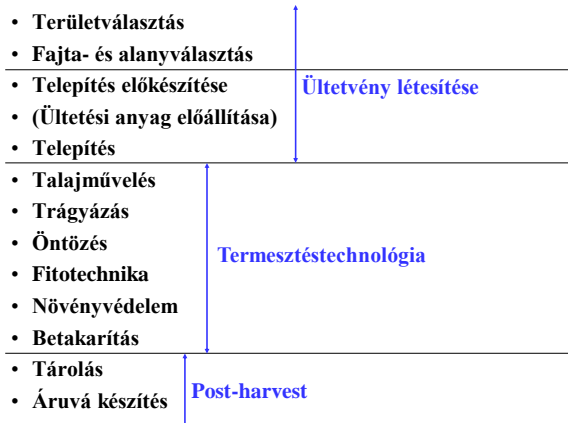 • Területválasztás
• Fajta- és alanyválasztás
• Telepítés előkészítése
Ültetvény létesítése
• (Ültetési anyag előállítása)
• Telepítés
• Talajművelés
• Trágyázás
• Öntözés
Termesztéstechnológia
• Fitotechnika
• Növényvédelem
• Betakarítás
• Tárolás
Post-harvest
• Áruvá készítés